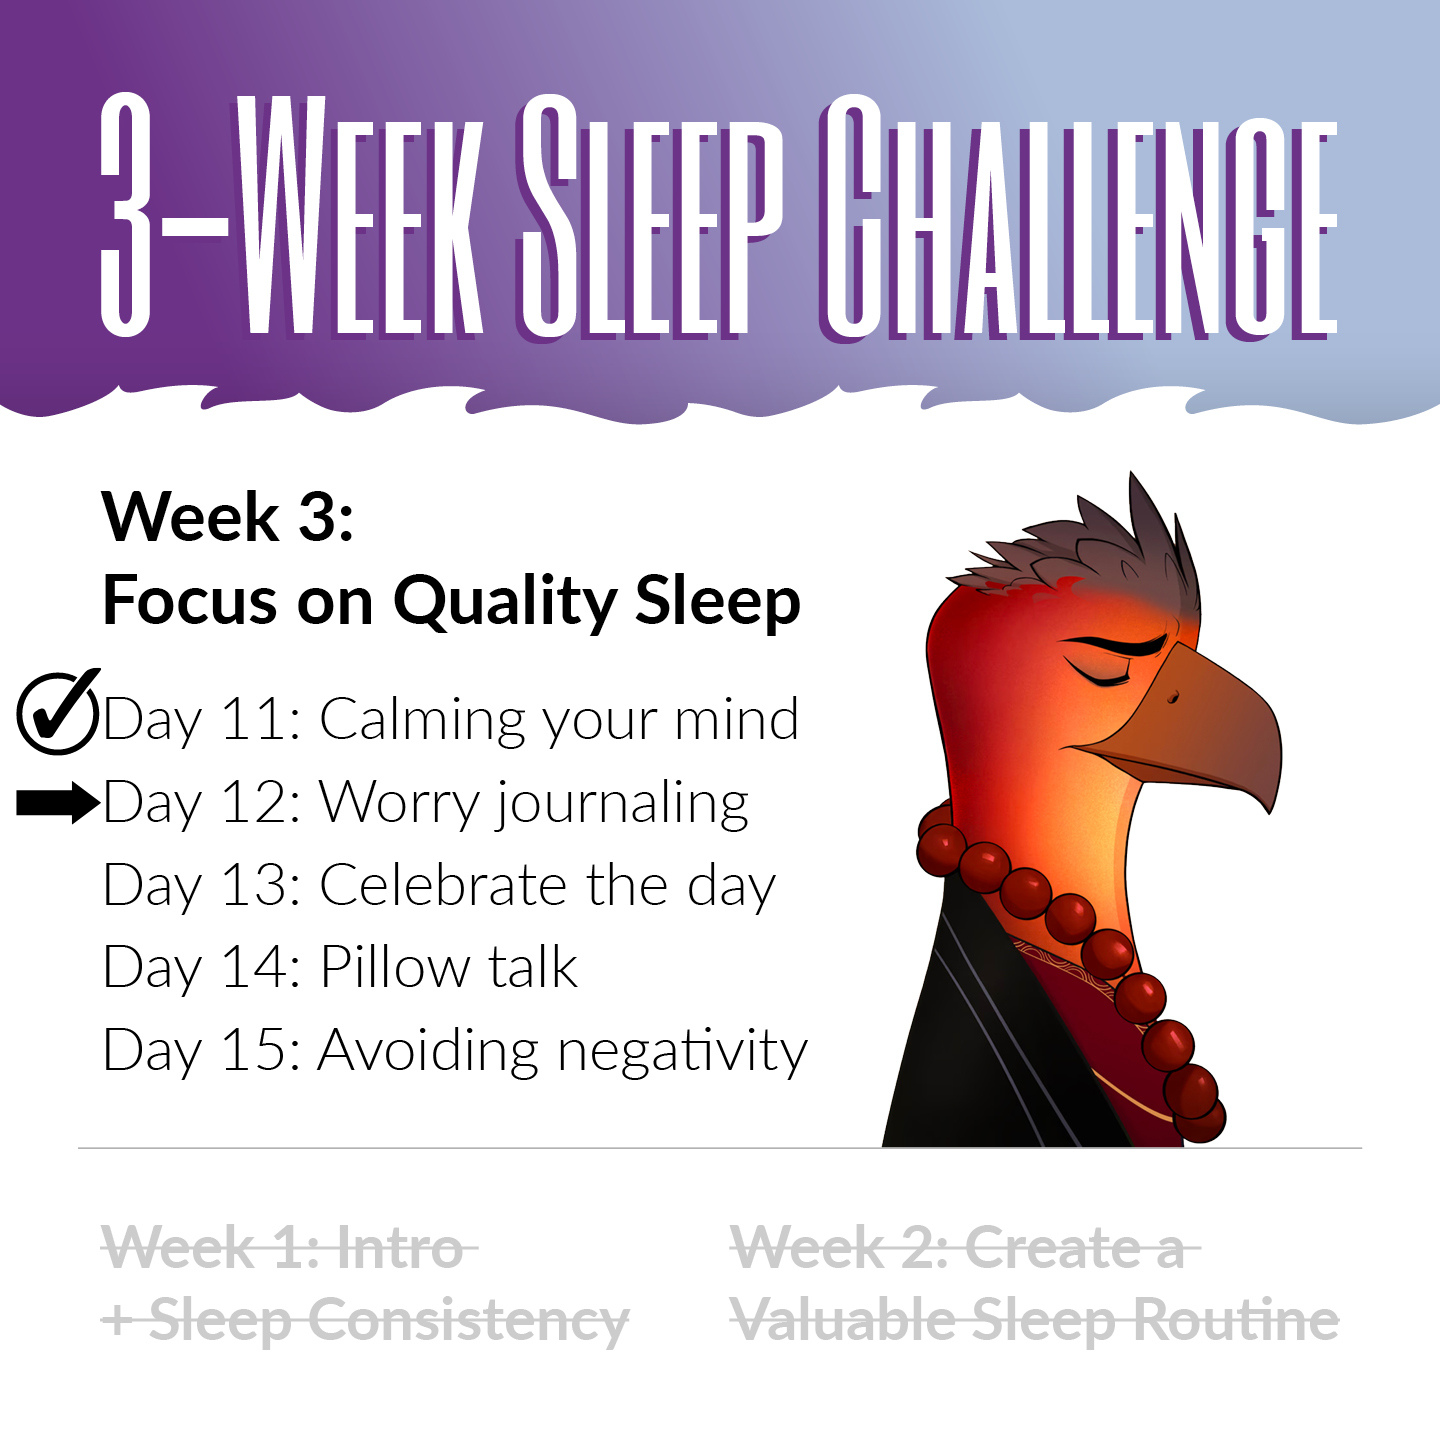 3-Week Sleep Challenge
Week 3:
Focus on Quality Sleep
Day 11: Calming your mind
Day 12: Worry journaling
Day 13: Celebrate the day
Day 14: Pillow talk
Day 15: Avoiding negativity
Week 1: Intro
+ Sleep Consistency
Week 2: Create a
Valuable Sleep Routine